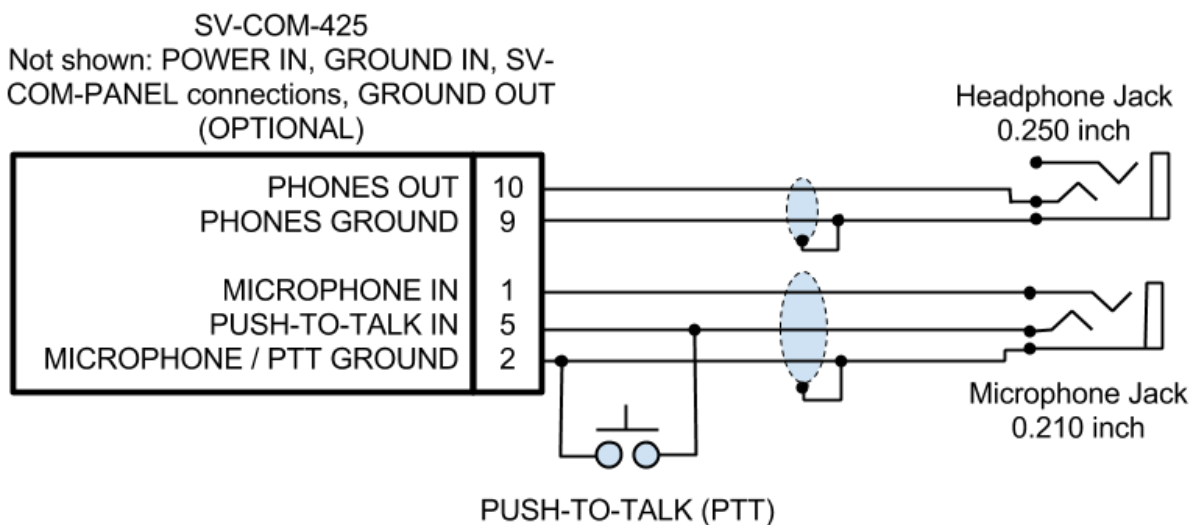 SV-COM-425
Not shown: POWER IN, GROUND IN, SV-
COM-PANEL connections, GROUND OUT
(OPTIONAL)
Headphone Jack
0.250 inch
PHONES OUT 10
PHONES GROUND 9
MICROPHONE IN 1
PUSH-TO-TALK IN 5
MICROPHONE / PTT GROUND 2
Microphone Jack
0.210 inch
PUSH-TO-TALK (PTT)